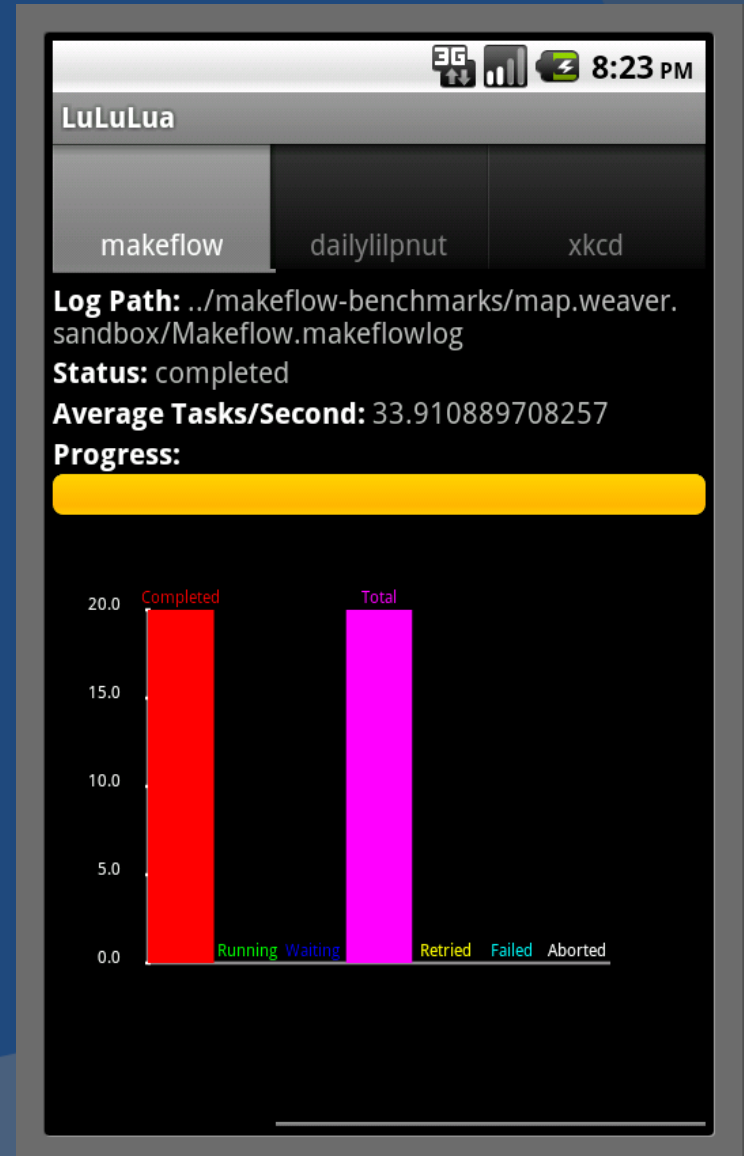 3G 8:23 PM
LuLuLua
makeflow dailylilpnut xkcd
Log Path: ../makeflow-benchmarks/map.weaver.
sandbox/Makeflow.makeflowlog
Status: completed
Average Tasks/Second: 33.910889708257
Progress:
Completed Total
20.0
15.0
10.0
5.0
Running Waiting Retried Failed Aborted
0.0